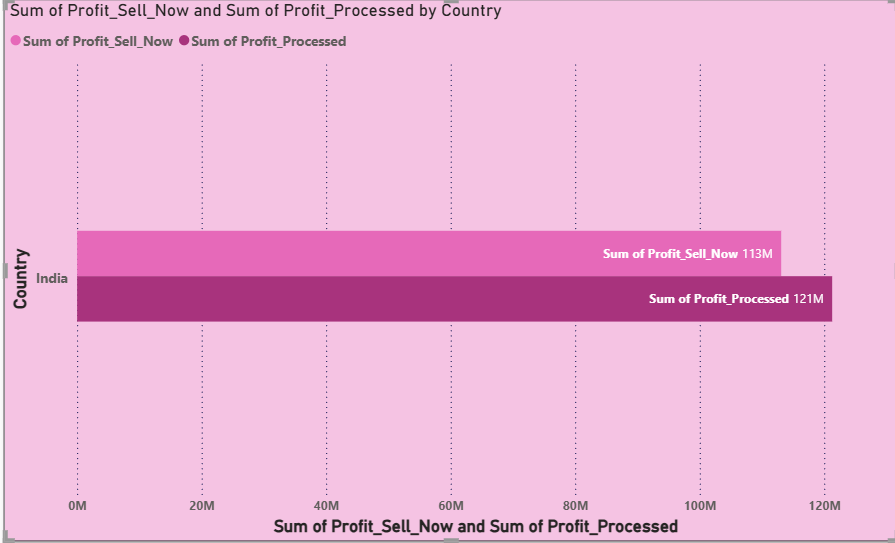 Sum of Profit_Sell_Now and Sum of Profit_Processed by Country
Sum of Profit_Sell_Now Sum of Profit_Processed
Country
India
Sum of Profit_Sell_Now 113M
Sum of Profit_Processed 121M
0M 20M 40M 60M 80M 100M 120M
Sum of Profit_Sell_Now and Sum of Profit_Processed